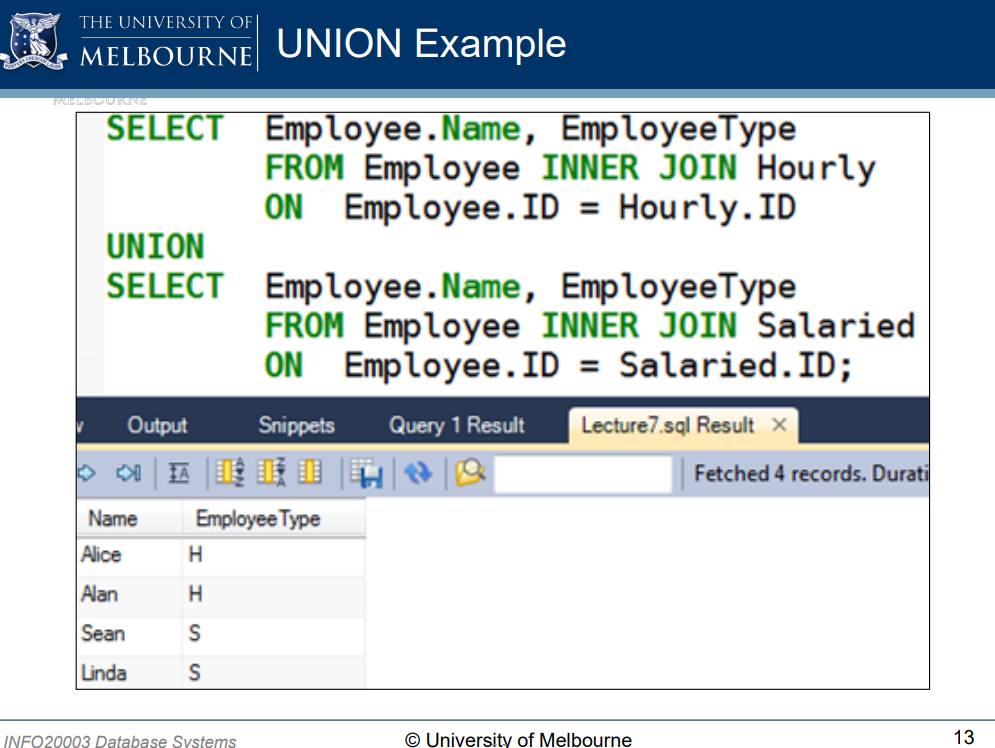 THE UNIVERSITY OF
MELBOURNE
UNION Example
MELBOURNE
SELECT Employee.Name, EmployeeType
FROM Employee INNER JOIN Hourly
ON Employee.ID = Hourly.ID
UNION
SELECT Employee.Name, EmployeeType
FROM Employee INNER JOIN Salaried
ON Employee.ID = Salaried.ID;
Output Snippets Query 1 Result Lecture7.sql Result ×
Fetched 4 records. Durati
Name EmployeeType
Alice H
Alan H
Sean S
Linda S
INFO20003 Database Systems © University of Melbourne 13